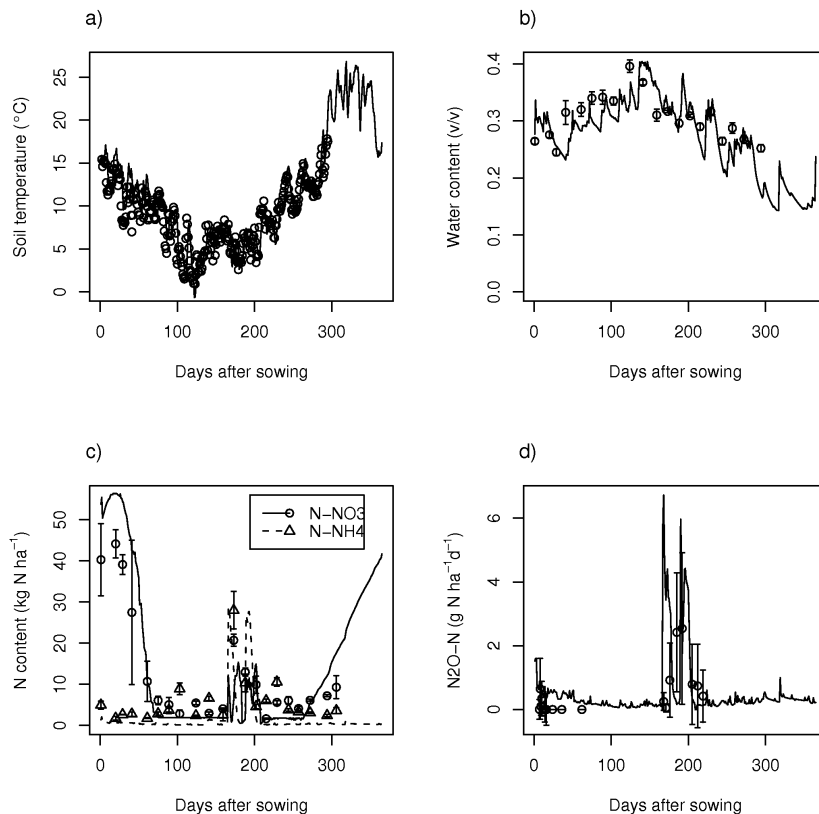 a)
b)
Soil temperature (°C)
0
5
10
15
20
25
0
100
200
300
Days after sowing
Water content (v/v)
0.0
0.1
0.2
0.3
0.4
0
100
200
300
Days after sowing
c)
d)
N content (kg N ha⁻¹)
0
10
20
30
40
50
0
100
200
300
Days after sowing
N−NO3
N−NH4
N2O−N (g N ha⁻¹d⁻¹)
0
2
4
6
0
100
200
300
Days after sowing